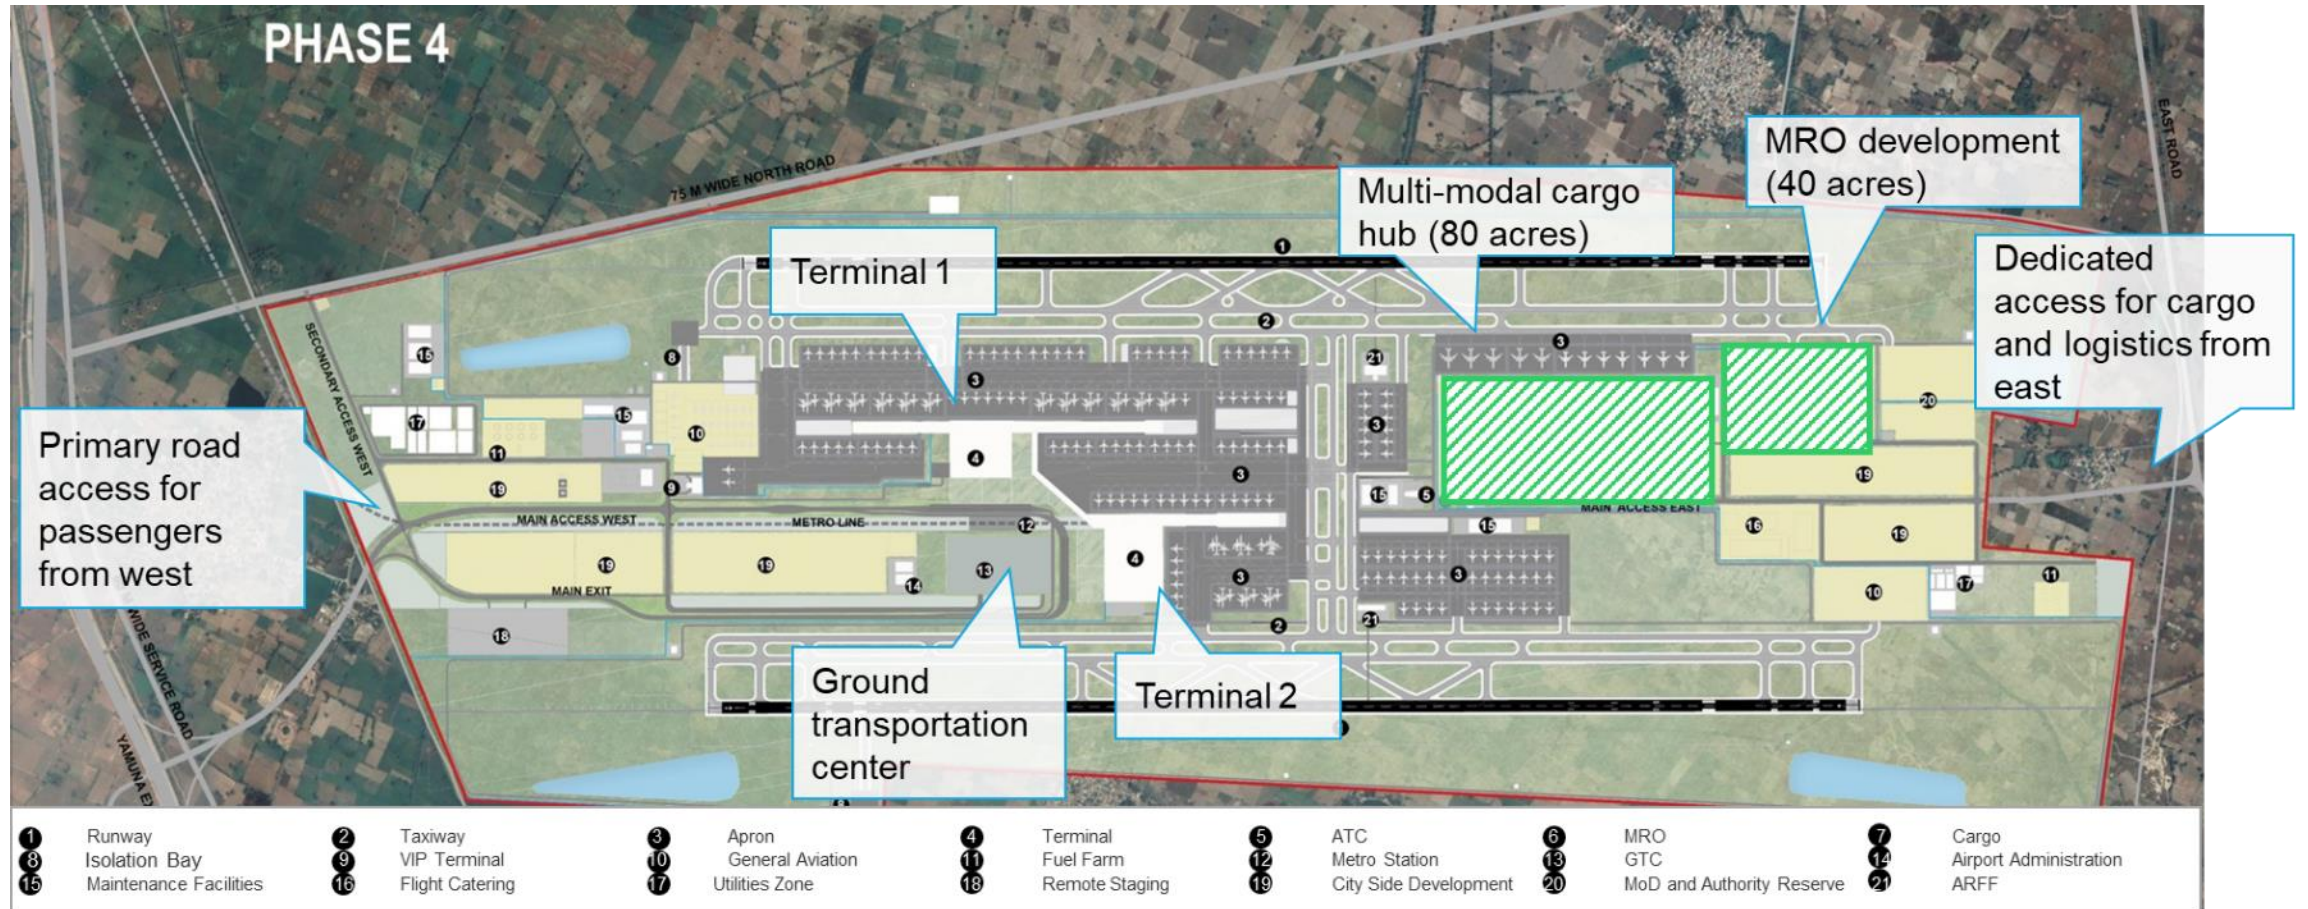 PHASE 4
75 M WIDE NORTH ROAD
EAST ROAD
MRO development
(40 acres)
Multi-modal cargo
hub (80 acres)
Terminal 1
Dedicated
access for cargo
and logistics from
east
Primary road
access for
passengers
from west
SECONDARY ACCESS WEST
MAIN ACCESS WEST
METRO LINE
MAIN ACCESS EAST
MAIN EXIT
Ground
transportation
center
Terminal 2
WIDE SERVICE ROAD
YAMUNA
1 Runway
2 Taxiway
3 Apron
4 Terminal
5 ATC
6 MRO
7 Cargo
8 Isolation Bay
9 VIP Terminal
10 General Aviation
11 Fuel Farm
12 Metro Station
13 GTC
14 Airport Administration
15 Maintenance Facilities
16 Flight Catering
17 Utilities Zone
18 Remote Staging
19 City Side Development
20 MoD and Authority Reserve
21 ARFF